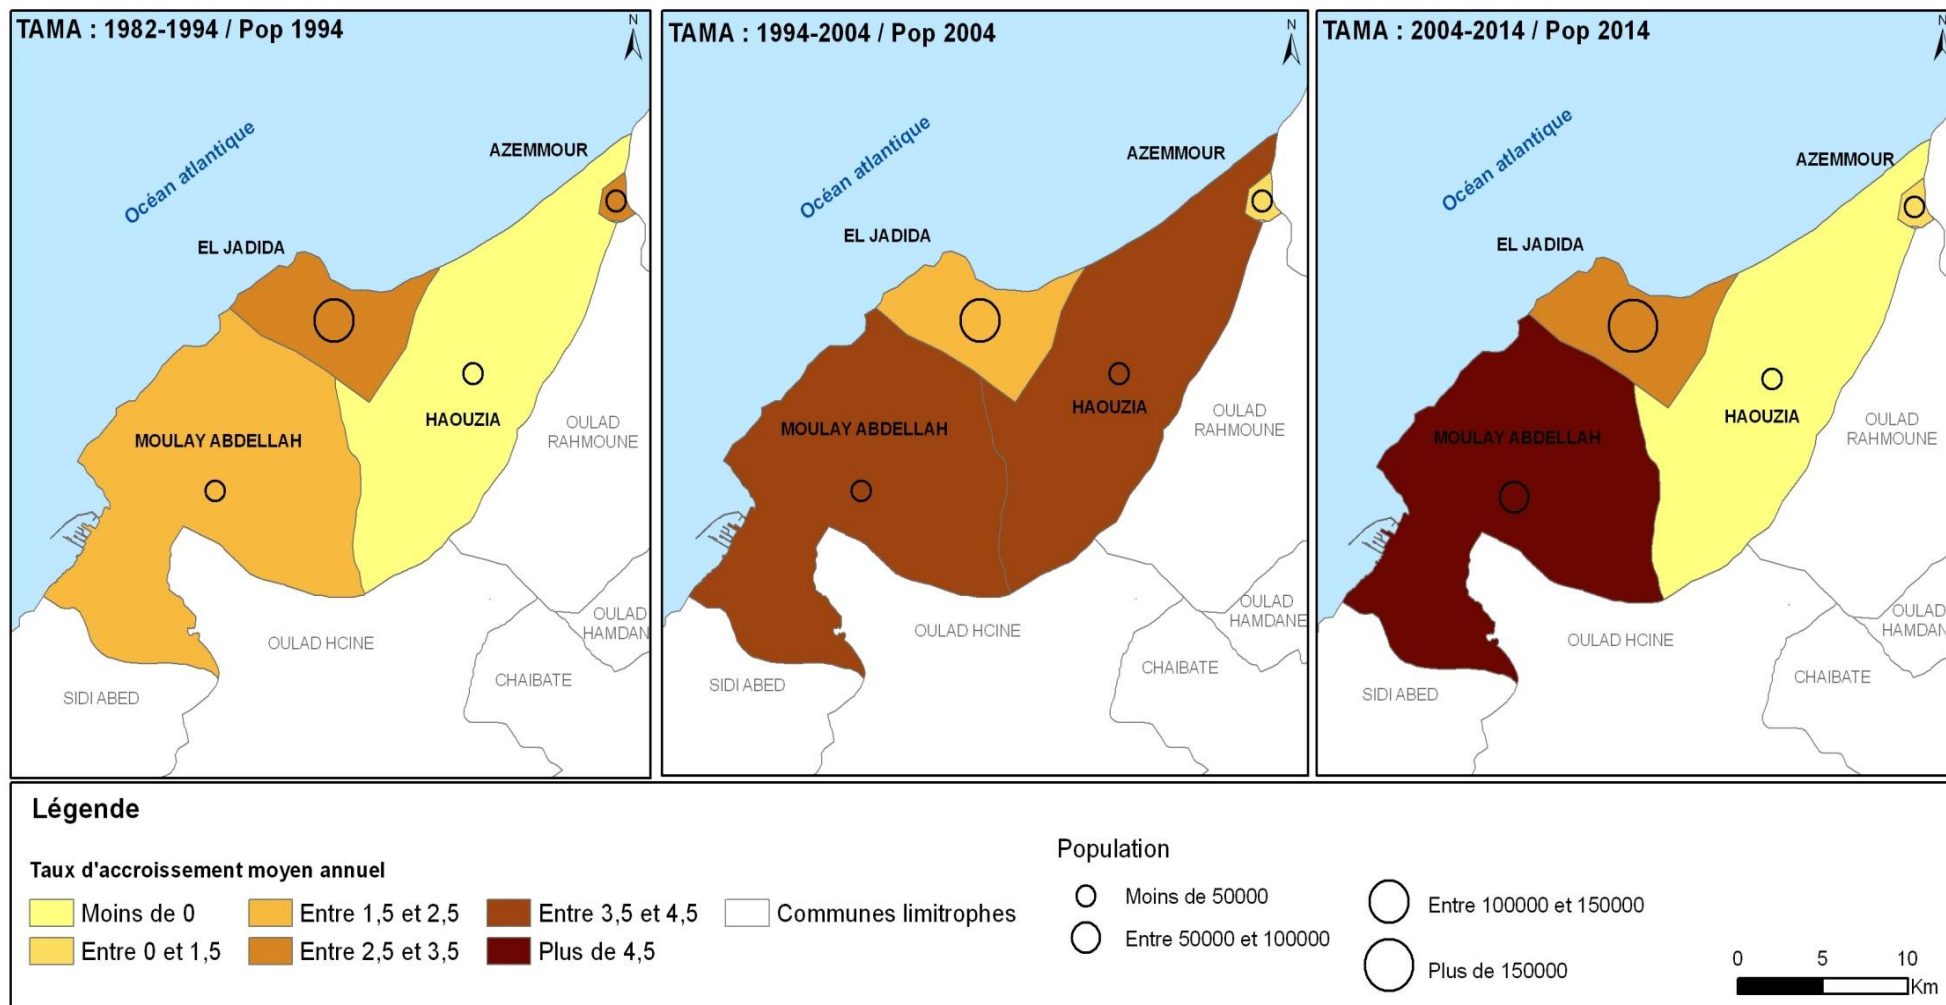 TAMA : 1982-1994 / Pop 1994
N
Océan atlantique
AZEMMOUR
EL JADIDA
HAOUZIA
OULAD
RAHMOUNE
MOULAY ABDELLAH
OULAD
HAMDAN
OULAD HCINE
CHAIBATE
SIDI ABED
TAMA : 1994-2004 / Pop 2004
N
Océan atlantique
AZEMMOUR
EL JADIDA
HAOUZIA
OULAD
RAHMOUNE
MOULAY ABDELLAH
OULAD
HAMDANE
OULAD HCINE
CHAIBATE
SIDI ABED
TAMA : 2004-2014 / Pop 2014
N
Océan atlantique
AZEMMOUR
EL JADIDA
HAOUZIA
OULAD
RAHMOUNE
MOULAY ABDELLAH
OULAD
HAMDAN
OULAD HCINE
CHAIBATE
SIDI ABED
Légende
Taux d'accroissement moyen annuel
Moins de 0
Entre 0 et 1,5
Entre 1,5 et 2,5
Entre 2,5 et 3,5
Entre 3,5 et 4,5
Plus de 4,5
Communes limitrophes
Population
Moins de 50000
Entre 50000 et 100000
Entre 100000 et 150000
Plus de 150000
0 5 10
Km